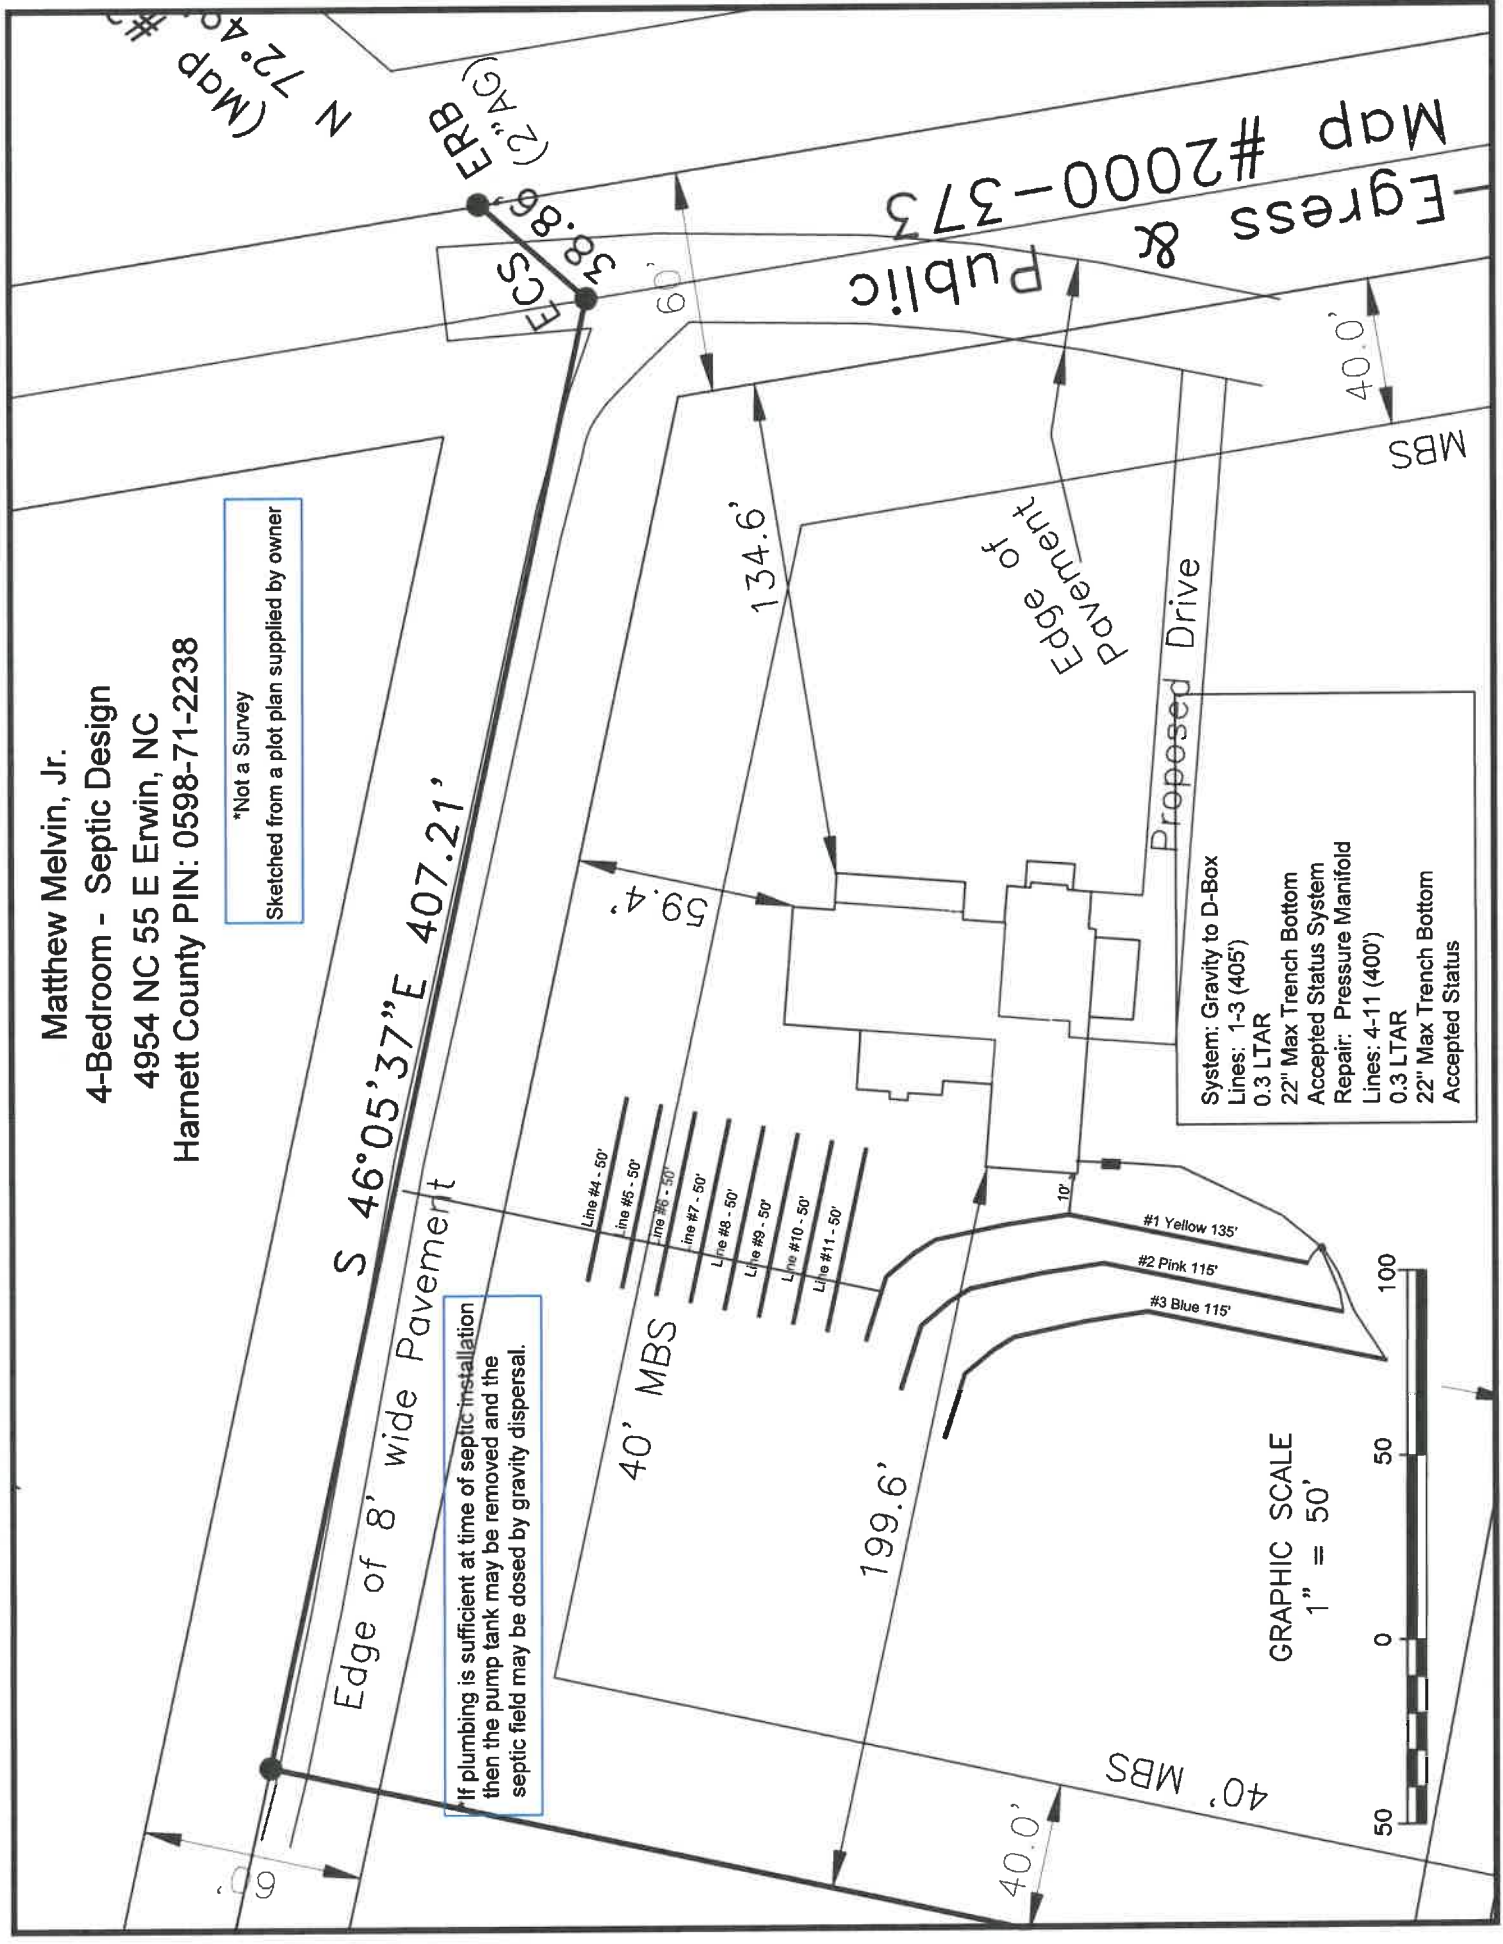 Matthew Melvin, Jr.
4-Bedroom - Septic Design
4954 NC 55 E Erwin, NC
Harnett County PIN: 0598-71-2238
*Not a Survey
Sketched from a plot plan supplied by owner
S 46°05'37"E 407.21'
Edge of 8' wide Pavement
60'
*If plumbing is sufficient at time of septic installation
then the pump tank may be removed and the
septic field may be dosed by gravity dispersal.
(Map #
N 72°4
ERB
(2"AG)
ECS
38.86'
60'
Public
Egress &
Map #2000-373
40.0'
MBS
134.6'
59.4'
Edge of
Pavement
Proposed Drive
Line #4 - 50'
Line #5 - 50'
Line #6 - 50'
Line #7 - 50'
Line #8 - 50'
Line #9 - 50'
Line #10 - 50'
Line #11 - 50'
40' MBS
10'
#1 Yellow 135'
#2 Pink 115'
#3 Blue 115'
199.6'
System: Gravity to D-Box
Lines: 1-3 (405')
0.3 LTAR
22" Max Trench Bottom
Accepted Status System
Repair: Pressure Manifold
Lines: 4-11 (400')
0.3 LTAR
22" Max Trench Bottom
Accepted Status
GRAPHIC SCALE
1" = 50'
50 0 50 100
40' MBS
40.0'